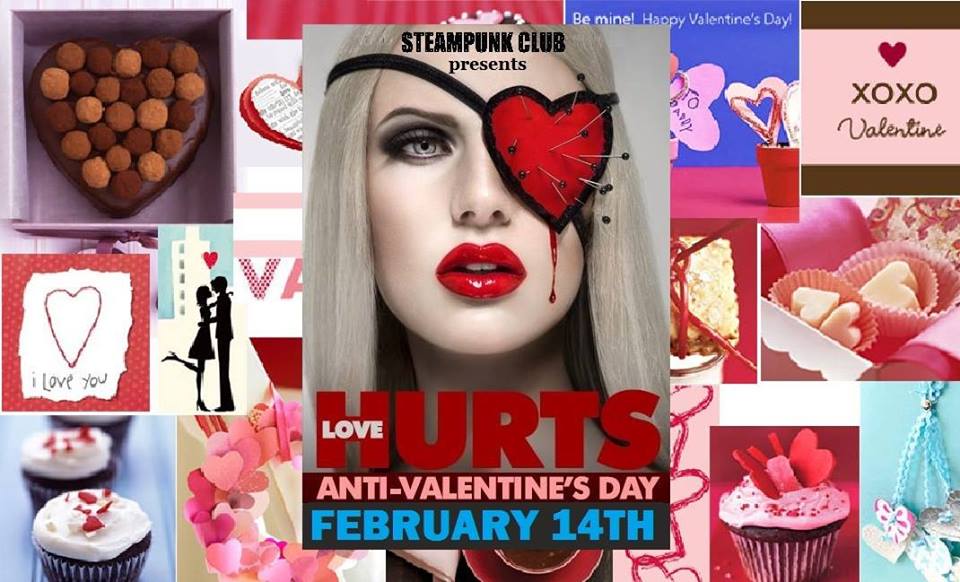 STEAMPUNK CLUB
presents
LOVE HURTS
ANTI-VALENTINE'S DAY
FEBRUARY 14TH
Be mine! Happy Valentine's Day!
XOXO
Valentine
i Love you
VA